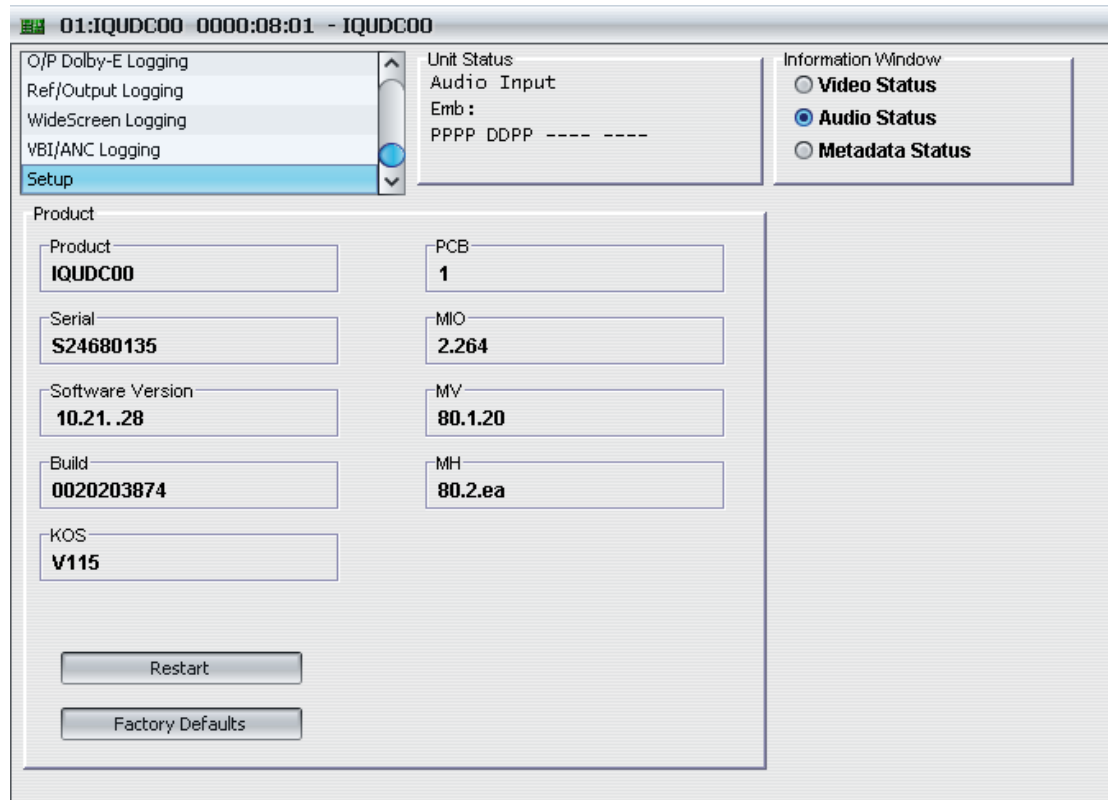 01:IQUDC00 0000:08:01 - IQUDC00
O/P Dolby-E Logging
Ref/Output Logging
WideScreen Logging
VBI/ANC Logging
Setup
Unit Status
Audio Input
Emb:
PPPP DDPP ---- ----
Information Window
Video Status
Audio Status
Metadata Status
Product
Product
IQUDC00
PCB
1
Serial
S24680135
MIO
2.264
Software Version
10.21. .28
MV
80.1.20
Build
0020203874
MH
80.2.ea
KOS
V115
Restart
Factory Defaults